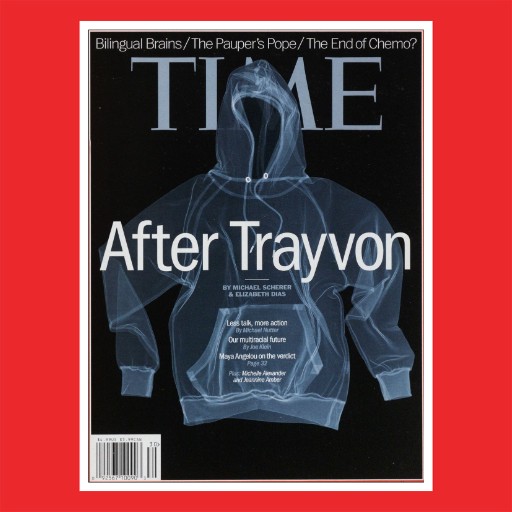 Bilingual Brains/The Pauper's Pope/The End of Chemo?
TIME
After Trayvon
BY MICHAEL SCHERER
& ELIZABETH DIAS
Less talk, more action
By Michael Nutter
Our multiracial future
By Joe Klein
Maya Angelou on the verdict
Page 32
Plus: Michelle Alexander
and Jeannine Amber